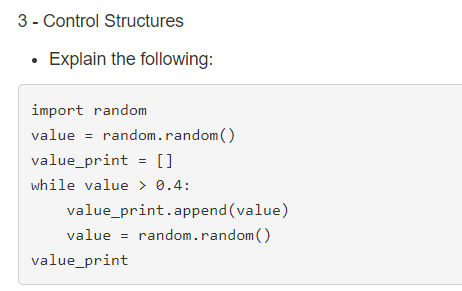 3 - Control Structures
• Explain the following:
import random
value = random.random()
value_print = []
while value > 0.4:
    value_print.append(value)
    value = random.random()
value_print